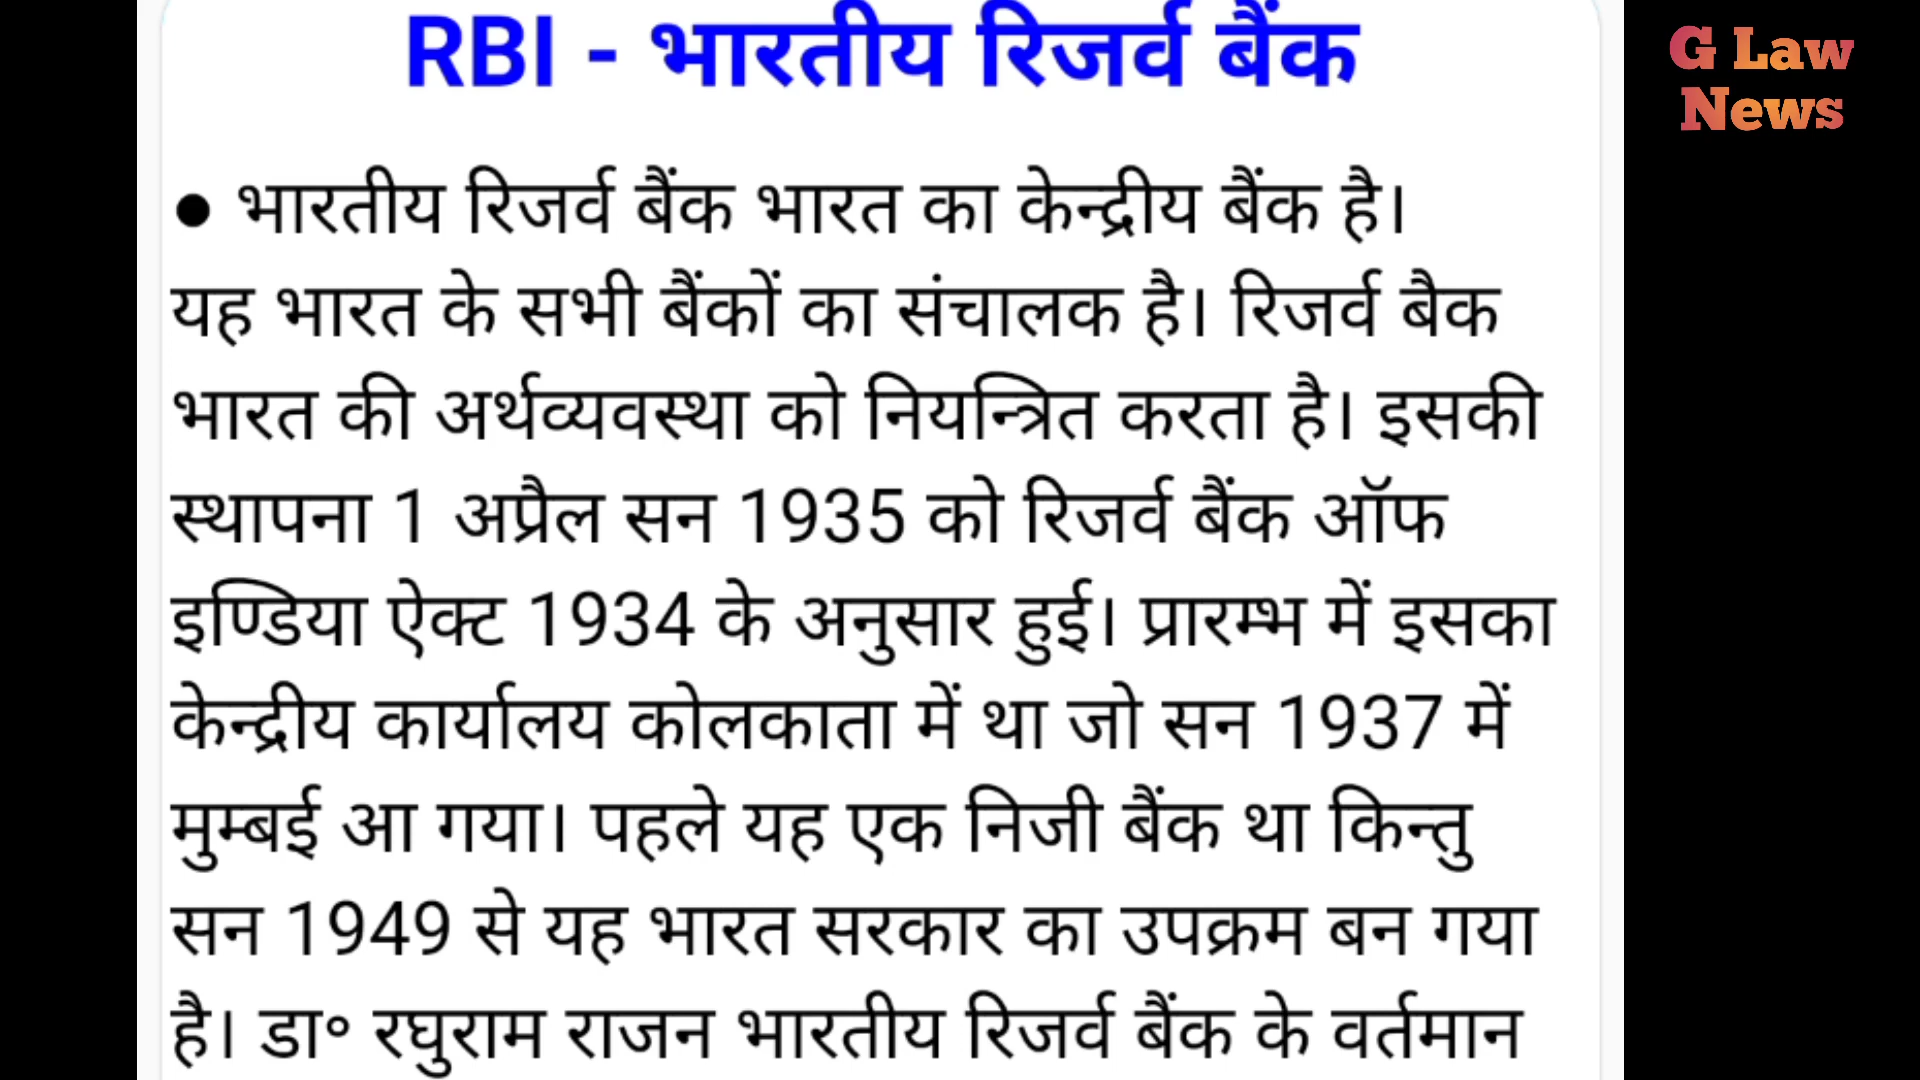 RBI - भारतीय रिजर्व बैंक
G Law
News
● भारतीय रिजर्व बैंक भारत का केन्द्रीय बैंक है।
यह भारत के सभी बैंकों का संचालक है। रिजर्व बैक
भारत की अर्थव्यवस्था को नियन्त्रित करता है। इसकी
स्थापना 1 अप्रैल सन 1935 को रिजर्व बैंक ऑफ
इण्डिया ऐक्ट 1934 के अनुसार हुई। प्रारम्भ में इसका
केन्द्रीय कार्यालय कोलकाता में था जो सन 1937 में
मुम्बई आ गया। पहले यह एक निजी बैंक था किन्तु
सन 1949 से यह भारत सरकार का उपक्रम बन गया
है। डा॰ रघुराम राजन भारतीय रिजर्व बैंक के वर्तमान